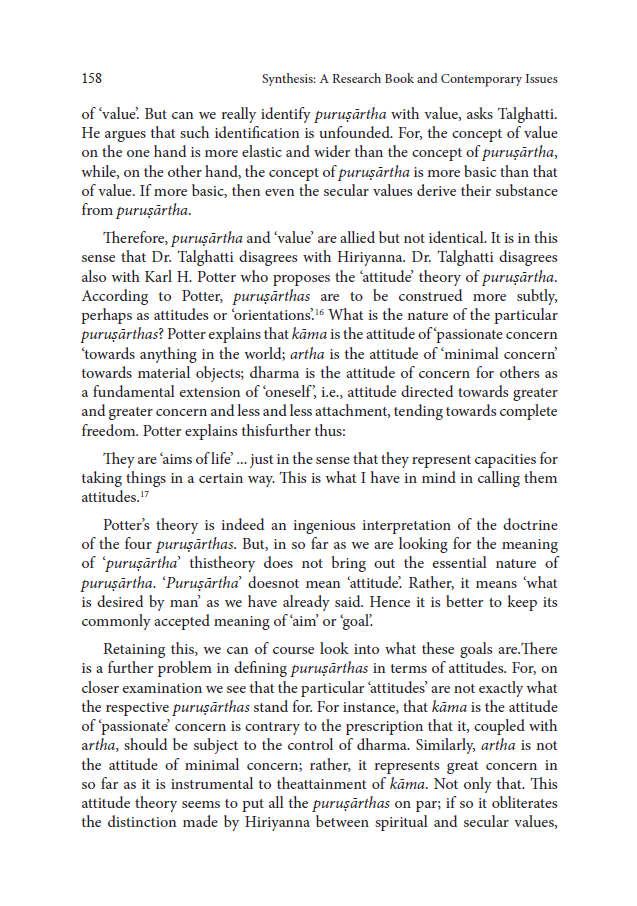 158 Synthesis: A Research Book and Contemporary Issues
of ‘value’. But can we really identify puruṣārtha with value, asks Talghatti.
He argues that such identification is unfounded. For, the concept of value
on the one hand is more elastic and wider than the concept of puruṣārtha,
while, on the other hand, the concept of puruṣārtha is more basic than that
of value. If more basic, then even the secular values derive their substance
from puruṣārtha.
Therefore, puruṣārtha and ‘value’ are allied but not identical. It is in this
sense that Dr. Talghatti disagrees with Hiriyanna. Dr. Talghatti disagrees
also with Karl H. Potter who proposes the ‘attitude’ theory of puruṣārtha.
According to Potter, puruṣārthas are to be construed more subtly,
perhaps as attitudes or ‘orientations’.¹⁶ What is the nature of the particular
puruṣārthas? Potter explains that kāma is the attitude of ‘passionate concern
‘towards anything in the world; artha is the attitude of ‘minimal concern’
towards material objects; dharma is the attitude of concern for others as
a fundamental extension of ‘oneself’, i.e., attitude directed towards greater
and greater concern and less and less attachment, tending towards complete
freedom. Potter explains thisfurther thus:
They are ‘aims of life’ ... just in the sense that they represent capacities for
taking things in a certain way. This is what I have in mind in calling them
attitudes.¹⁷
Potter’s theory is indeed an ingenious interpretation of the doctrine
of the four puruṣārthas. But, in so far as we are looking for the meaning
of ‘puruṣārtha’ thistheory does not bring out the essential nature of
puruṣārtha. ‘Puruṣārtha’ doesnot mean ‘attitude’. Rather, it means ‘what
is desired by man’ as we have already said. Hence it is better to keep its
commonly accepted meaning of ‘aim’ or ‘goal’.
Retaining this, we can of course look into what these goals are.There
is a further problem in defining puruṣārthas in terms of attitudes. For, on
closer examination we see that the particular ‘attitudes’ are not exactly what
the respective puruṣārthas stand for. For instance, that kāma is the attitude
of ‘passionate’ concern is contrary to the prescription that it, coupled with
artha, should be subject to the control of dharma. Similarly, artha is not
the attitude of minimal concern; rather, it represents great concern in
so far as it is instrumental to theattainment of kāma. Not only that. This
attitude theory seems to put all the puruṣārthas on par; if so it obliterates
the distinction made by Hiriyanna between spiritual and secular values,